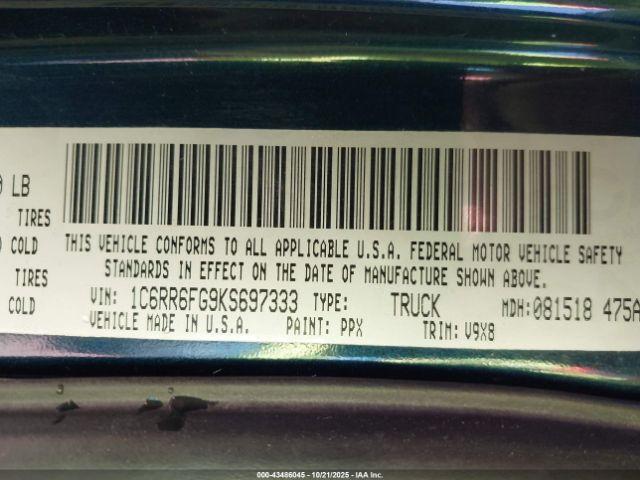 LB
TIRES
COLD
TIRES
COLD
THIS VEHICLE CONFORMS TO ALL APPLICABLE U.S.A. FEDERAL MOTOR VEHICLE SAFETY
STANDARDS IN EFFECT ON THE DATE OF MANUFACTURE SHOWN ABOVE.
VIN: 1C6RR6FG9KS697333 TYPE: TRUCK MDH:081518 475A
VEHICLE MADE IN U.S.A. PAINT: PPX TRIM: V9X8
000-43486045 - 10/21/2025 - IAA Inc.